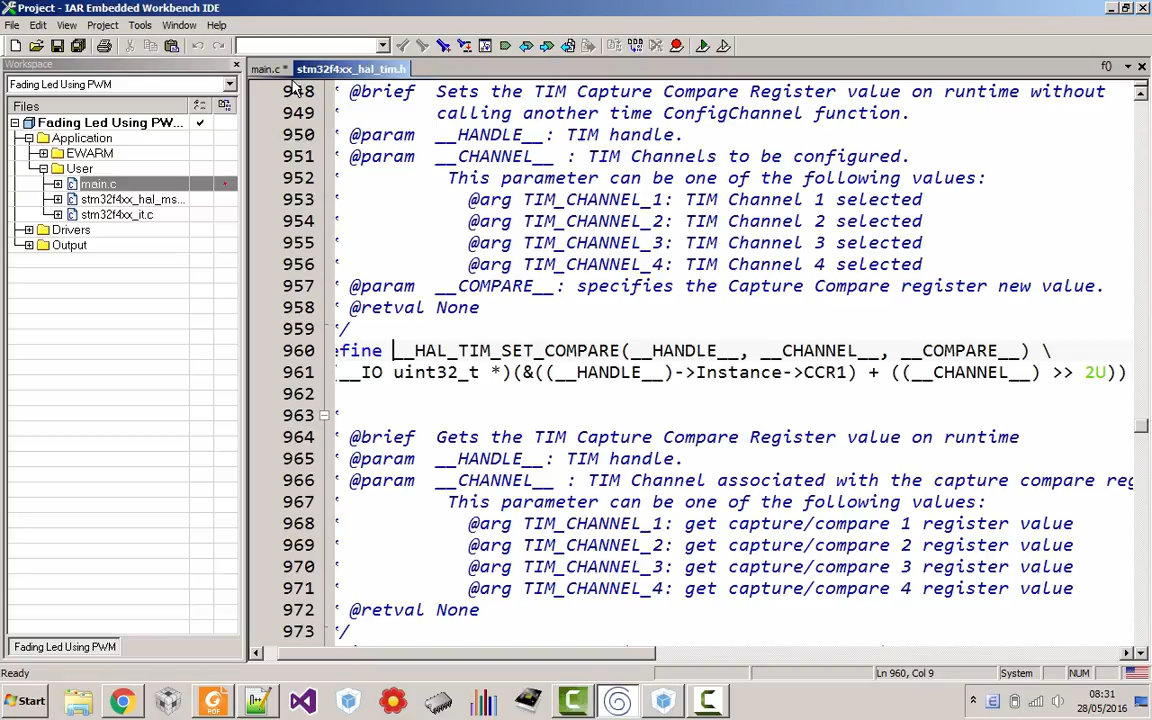 Project - IAR Embedded Workbench IDE
File Edit View Project Tools Window Help
Workspace
main.c * stm32f4xx_hal_tim.h f()
Fading Led Using PWM
Files
Fading Led Using PW...
Application
EWARM
User
main.c
stm32f4xx_hal_ms...
stm32f4xx_it.c
Drivers
Output
Fading Led Using PWM
948 * @brief Sets the TIM Capture Compare Register value on runtime without
949 calling another time ConfigChannel function.
950 * @param __HANDLE__: TIM handle.
951 * @param __CHANNEL__ : TIM Channels to be configured.
952 This parameter can be one of the following values:
953 @arg TIM_CHANNEL_1: TIM Channel 1 selected
954 @arg TIM_CHANNEL_2: TIM Channel 2 selected
955 @arg TIM_CHANNEL_3: TIM Channel 3 selected
956 @arg TIM_CHANNEL_4: TIM Channel 4 selected
957 * @param __COMPARE__: specifies the Capture Compare register new value.
958 * @retval None
959 */
960 efine __HAL_TIM_SET_COMPARE(__HANDLE__, __CHANNEL__, __COMPARE__) \
961 (__IO uint32_t *)(&((__HANDLE__)->Instance->CCR1) + ((__CHANNEL__) >> 2U))
962
963
964 * @brief Gets the TIM Capture Compare Register value on runtime
965 * @param __HANDLE__: TIM handle.
966 * @param __CHANNEL__ : TIM Channel associated with the capture compare reg
967 This parameter can be one of the following values:
968 @arg TIM_CHANNEL_1: get capture/compare 1 register value
969 @arg TIM_CHANNEL_2: get capture/compare 2 register value
970 @arg TIM_CHANNEL_3: get capture/compare 3 register value
971 @arg TIM_CHANNEL_4: get capture/compare 4 register value
972 * @retval None
973 */
Ready Ln 960, Col 9 System NUM
Start 08:31
28/05/2016